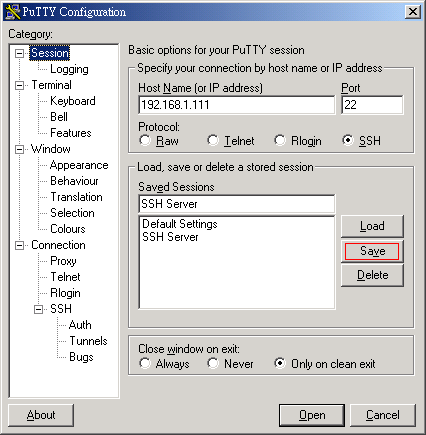 PuTTY Configuration
Category:
Session
Logging
Terminal
Keyboard
Bell
Features
Window
Appearance
Behaviour
Translation
Selection
Colours
Connection
Proxy
Telnet
Rlogin
SSH
Auth
Tunnels
Bugs
Basic options for your PuTTY session
Specify your connection by host name or IP address
Host Name (or IP address) Port
192.168.1.111 22
Protocol:
Raw Telnet Rlogin SSH
Load, save or delete a stored session
Saved Sessions
SSH Server
Default Settings
SSH Server
Load
Save
Delete
Close window on exit:
Always Never Only on clean exit
About Open Cancel